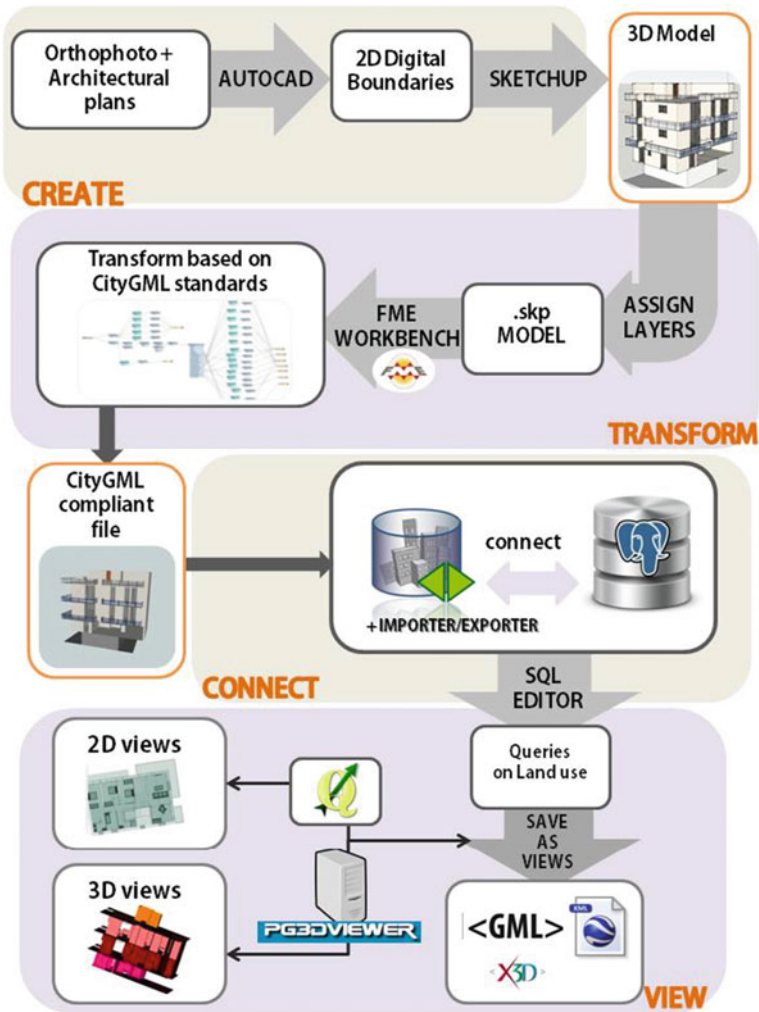 Orthophoto +
Architectural
plans
AUTOCAD
2D Digital
Boundaries
SKETCHUP
3D Model
CREATE
Transform based on
CityGML standards
FME
WORKBENCH
.skp
MODEL
ASSIGN
LAYERS
TRANSFORM
CityGML
compliant
file
connect
+ IMPORTER/EXPORTER
CONNECT
SQL
EDITOR
2D views
Queries
on Land use
SAVE
AS
VIEWS
3D views
PG3DVIEWER
<GML>
XML
<X3D>
VIEW